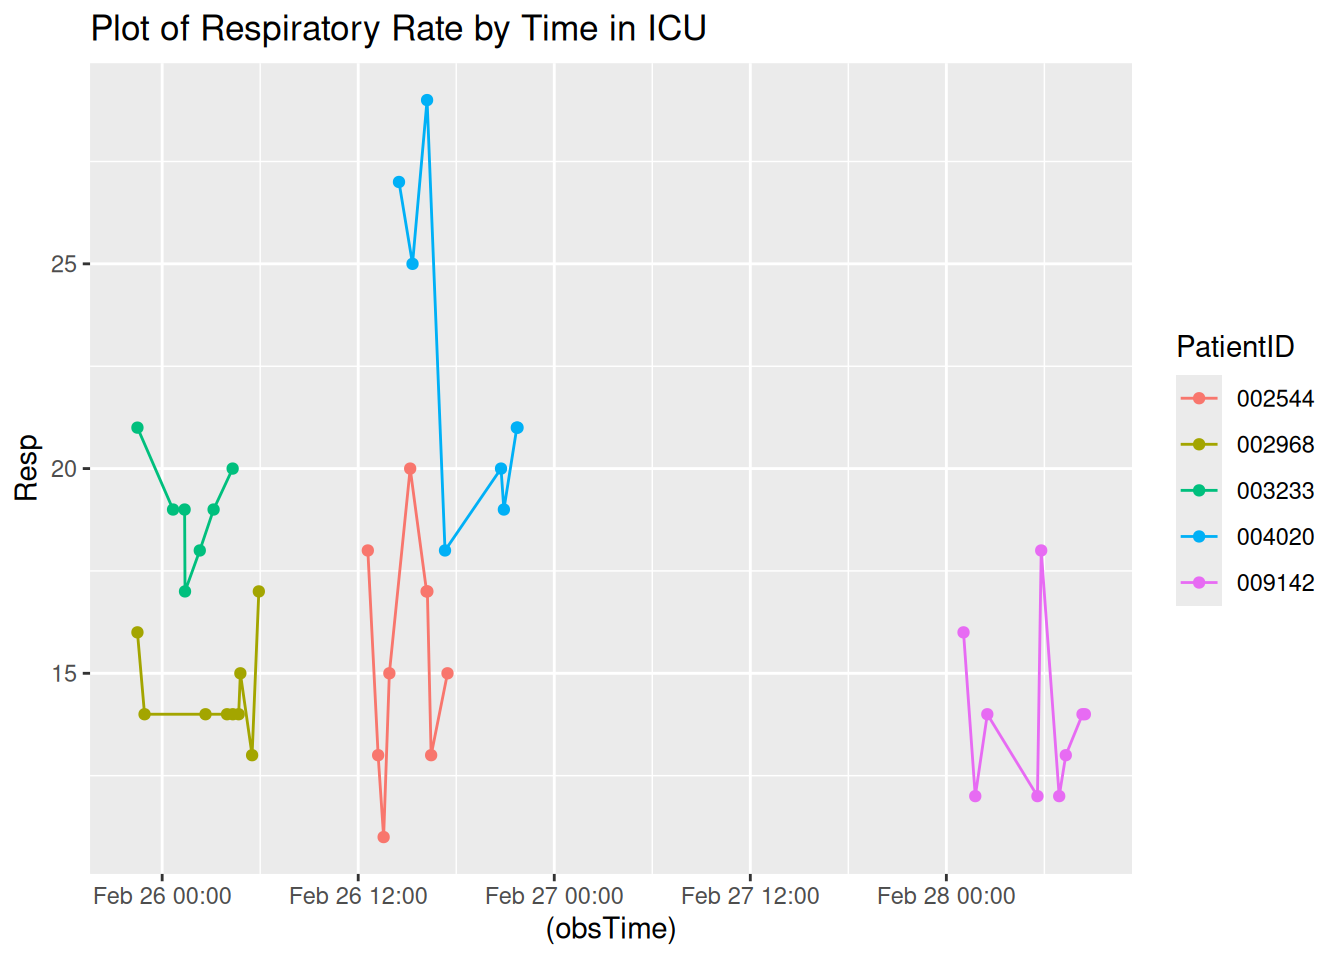 Plot of Respiratory Rate by Time in ICU
25
20
15
Resp
Feb 26 00:00
Feb 26 12:00
Feb 27 00:00
Feb 27 12:00
Feb 28 00:00
(obsTime)
PatientID
002544
002968
003233
004020
009142